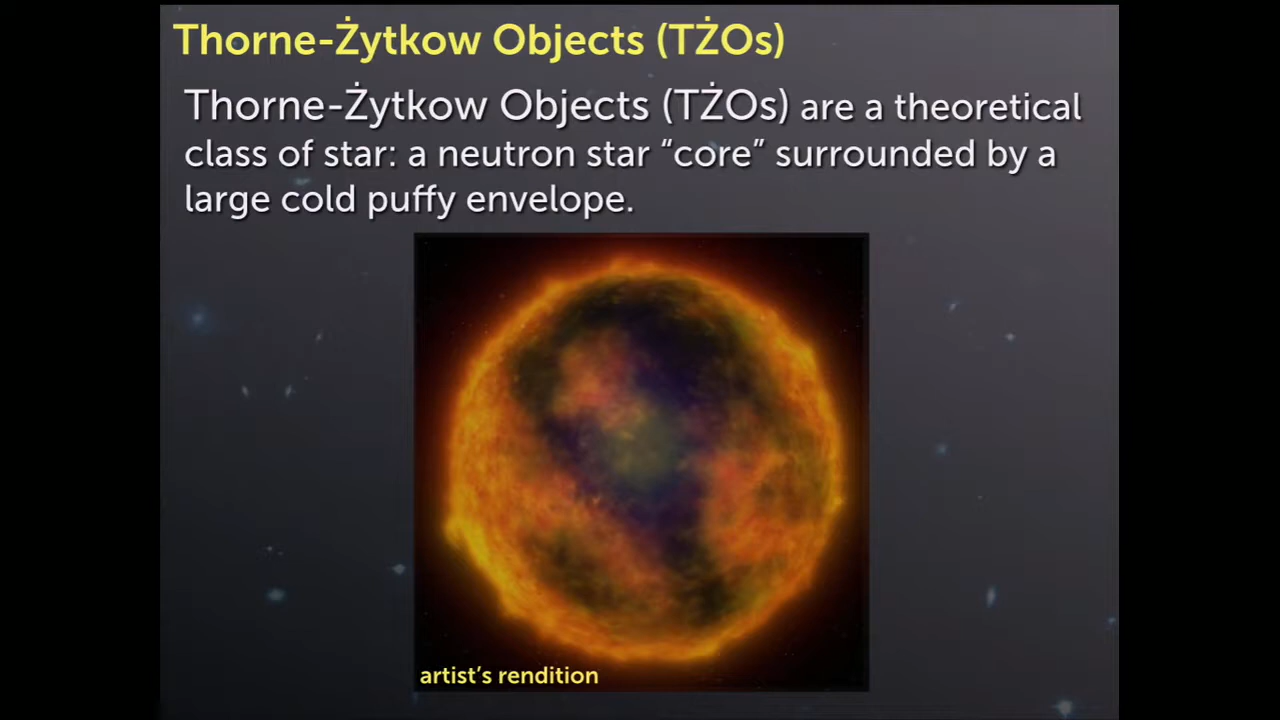 Thorne-Żytkow Objects (TŻOs)
Thorne-Żytkow Objects (TŻOs) are a theoretical
class of star: a neutron star “core” surrounded by a
large cold puffy envelope.
artist’s rendition